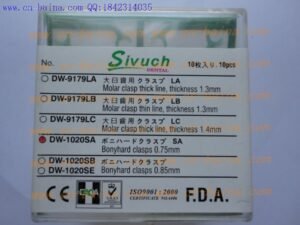 www.cn-baina.com QQ:1842314035
Sivuch
DENTAL
No.
10枚入り.10pcs
DW-9179LA 大臼歯用クラスプ LA
Molar clasp thick line, thickness 1.3mm
DW-9179LB 大臼歯用クラスプ LB
Molar clasp thin line, thickness 1.3mm
DW-9179LC 大臼歯用クラスプ LC
Molar clasp thick line, thickness 1.4mm
DW-1020SA ボニハードクラスプ SA
Bonyhard clasps 0.75mm
DW-1020SB ボニハードクラスプ SB
DW-1020SE Bonyhard clasps 0.85mm
CE
ISO9001:2000
F.D.A.